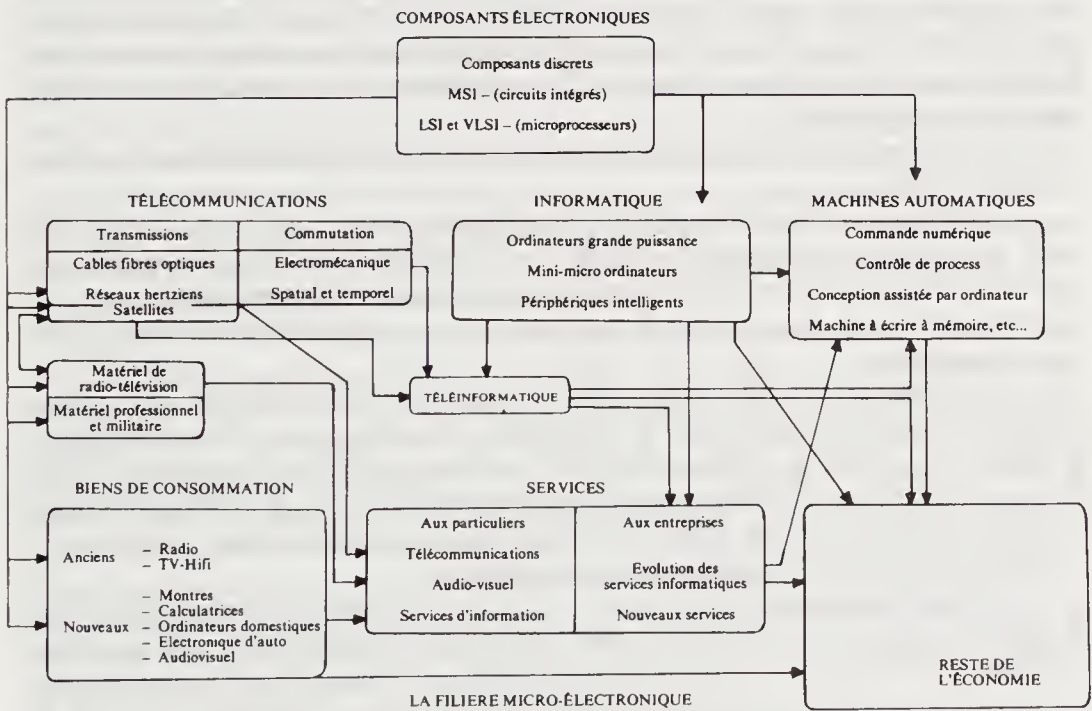 COMPOSANTS ÉLECTRONIQUES
Composants discrets
MSI – (circuits intégrés)
LSI et VLSI – (microprocesseurs)
TÉLÉCOMMUNICATIONS
Transmissions
Cables fibres optiques
Réseaux hertziens
Satellites
Commutation
Electromécanique
Spatial et temporel
INFORMATIQUE
Ordinateurs grande puissance
Mini-micro ordinateurs
Périphériques intelligents
MACHINES AUTOMATIQUES
Commande numérique
Contrôle de process
Conception assistée par ordinateur
Machine à écrire à mémoire, etc...
Matériel de
radio-télévision
Matériel professionnel
et militaire
TÉLÉINFORMATIQUE
BIENS DE CONSOMMATION
Anciens
– Radio
– TV-Hifi
Nouveaux
– Montres
– Calculatrices
– Ordinateurs domestiques
– Electronique d'auto
– Audiovisuel
SERVICES
Aux particuliers
Télécommunications
Audio-visuel
Services d'information
Aux entreprises
Evolution des
services informatiques
Nouveaux services
RESTE DE
L'ÉCONOMIE
LA FILIERE MICRO-ÉLECTRONIQUE